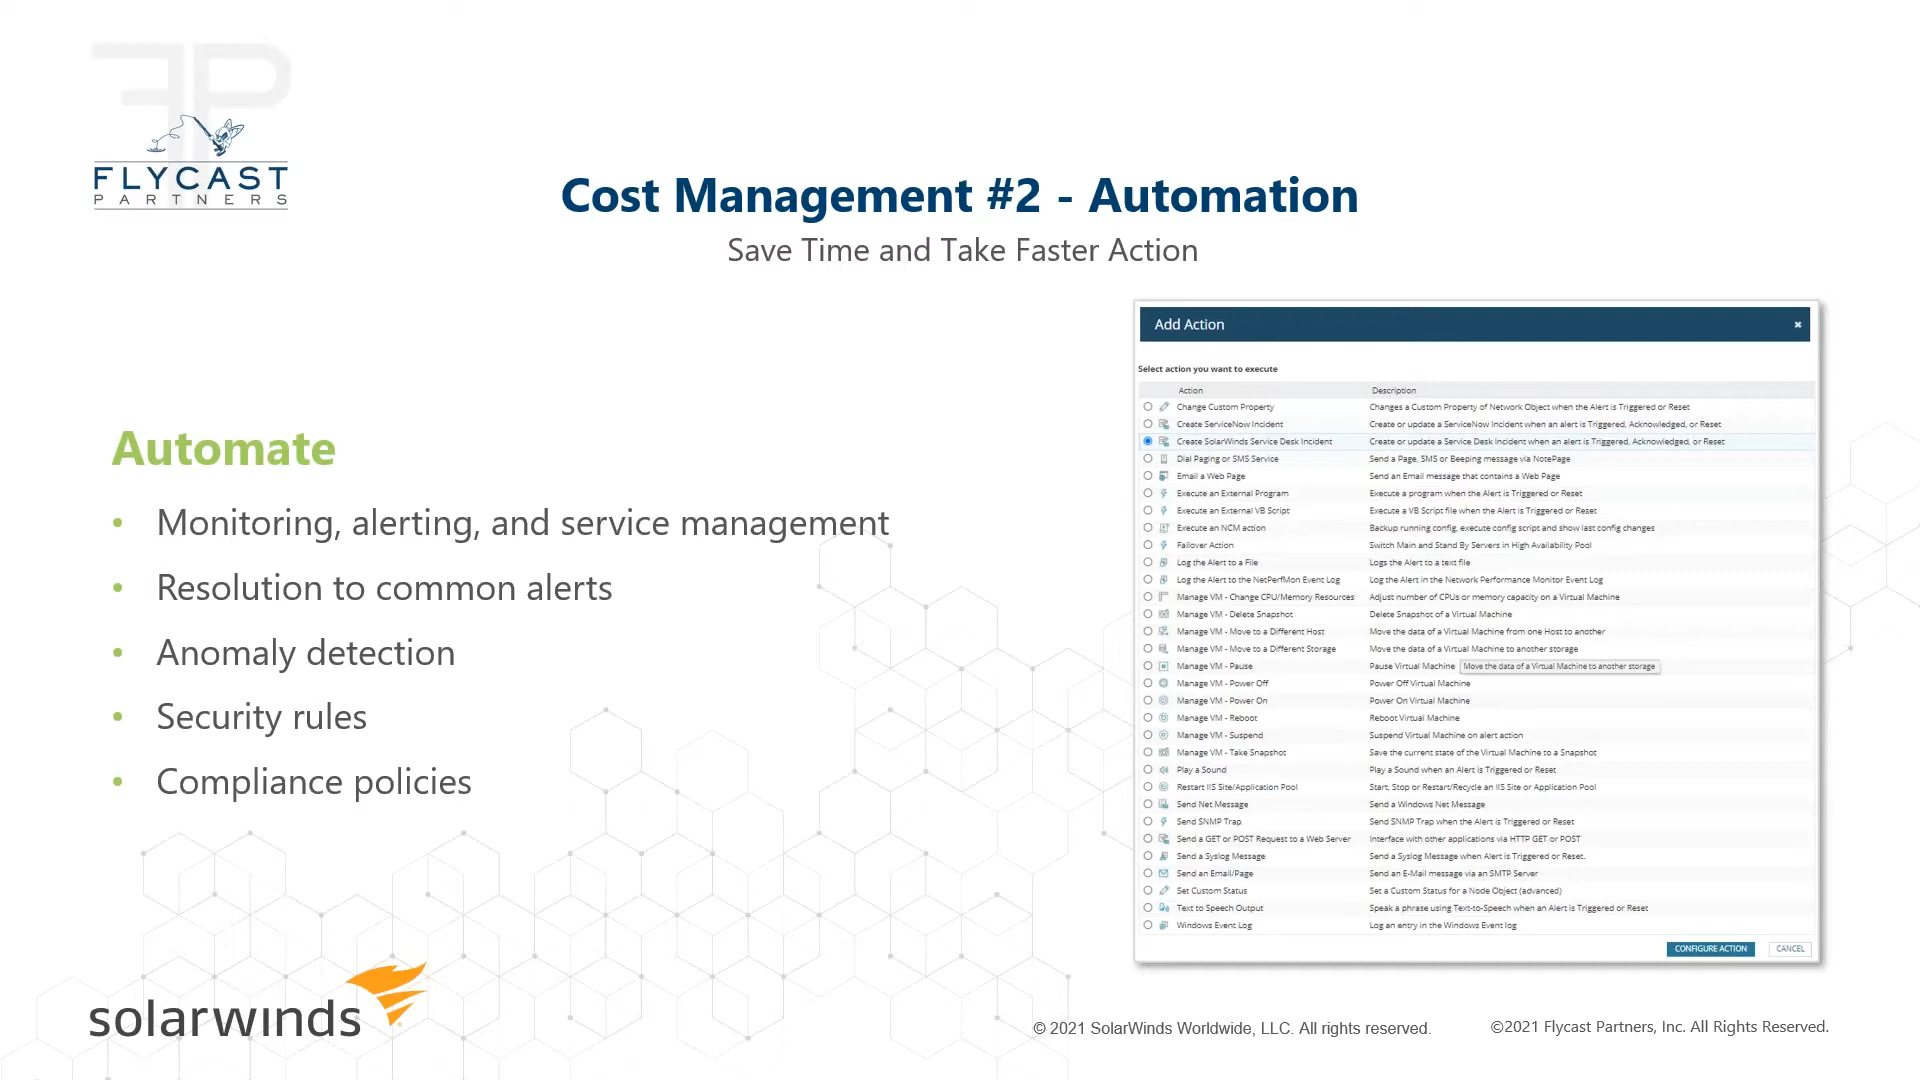 FP
FLYCAST
PARTNERS
Cost Management #2 - Automation
Save Time and Take Faster Action
Automate
• Monitoring, alerting, and service management
• Resolution to common alerts
• Anomaly detection
• Security rules
• Compliance policies
Add Action
Select action you want to execute
Action Description
Change Custom Property Changes a Custom Property of Network Object when the Alert is Triggered or Reset
Create ServiceNow Incident Create or update a ServiceNow Incident when an alert is Triggered, Acknowledged, or Reset
Create SolarWinds Service Desk Incident Create or update a Service Desk Incident when an alert is Triggered, Acknowledged, or Reset
Dial Paging or SMS Service Send a Page, SMS or Beeping message via NotePage
Email a Web Page Send an Email message that contains a Web Page
Execute an External Program Execute a program when the Alert is Triggered or Reset
Execute an External VB Script Execute a VB Script file when the Alert is Triggered or Reset
Execute an NCM action Backup running config, execute config script and show last config changes
Failover Action Switch Main and Stand By Servers in High Availability Pool
Log the Alert to a File Logs the Alert to a text file
Log the Alert to the NetPerfMon Event Log Log the Alert in the Network Performance Monitor Event Log
Manage VM - Change CPU/Memory Resources Adjust number of CPUs or memory capacity on a Virtual Machine
Manage VM - Delete Snapshot Delete Snapshot of a Virtual Machine
Manage VM - Move to a Different Host Move the data of a Virtual Machine from one Host to another
Manage VM - Move to a Different Storage Move the data of a Virtual Machine to another storage
Manage VM - Pause Pause Virtual Machine Move the data of a Virtual Machine to another storage
Manage VM - Power Off Power Off Virtual Machine
Manage VM - Power On Power On Virtual Machine
Manage VM - Reboot Reboot Virtual Machine
Manage VM - Suspend Suspend Virtual Machine on alert action
Manage VM - Take Snapshot Save the current state of the Virtual Machine to a Snapshot
Play a Sound Play a Sound when an Alert is Triggered or Reset
Restart IIS Site/Application Pool Start, Stop or Restart/Recycle an IIS Site or Application Pool
Send Net Message Send a Windows Net Message
Send SNMP Trap Send SNMP Trap when the Alert is Triggered or Reset
Send a GET or POST Request to a Web Server Interface with other applications via HTTP GET or POST
Send a Syslog Message Send a Syslog Message when Alert is Triggered or Reset.
Send an Email/Page Send an E-Mail message via an SMTP Server
Set Custom Status Set a Custom Status for a Node Object (advanced)
Text to Speech Output Speak a phrase using Text-to-Speech when an Alert is Triggered or Reset
Windows Event Log Log an entry in the Windows Event log
CONFIGURE ACTION CANCEL
solarwinds
© 2021 SolarWinds Worldwide, LLC. All rights reserved.
©2021 Flycast Partners, Inc. All Rights Reserved.